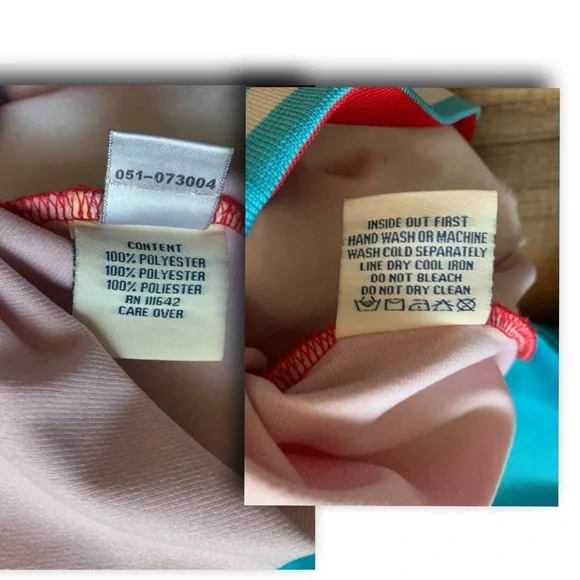 051-073004
CONTENT
100% POLYESTER
100% POLYESTER
100% POLIESTER
RN 111642
CARE OVER
INSIDE OUT FIRST
HAND WASH OR MACHINE
WASH COLD SEPARATELY
LINE DRY COOL IRON
DO NOT BLEACH
DO NOT DRY CLEAN